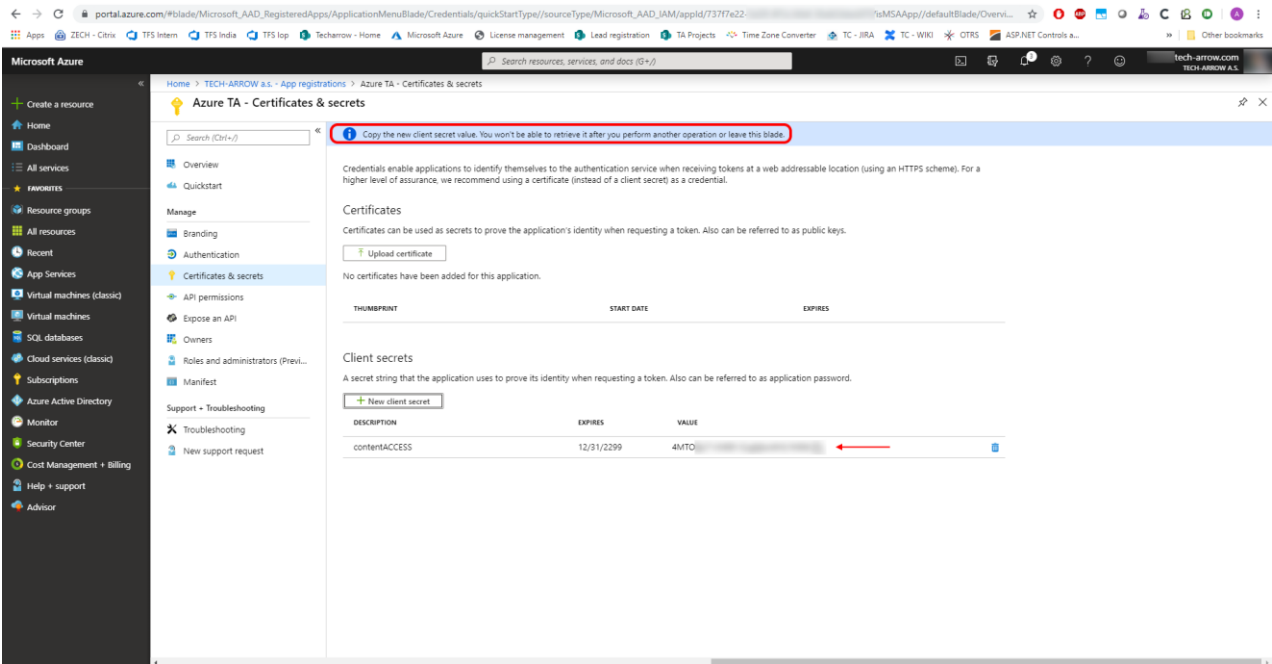 portal.azure.com/#blade/Microsoft_AAD_RegisteredApps/ApplicationMenuBlade/Credentials/quickStartType//sourceType/Microsoft_AAD_IAM/appId/737f7e22- /isMSAApp//defaultBlade/Overvi...
Apps ZECH - Citrix TFS Intern TFS India TFS Iop Techarrow - Home Microsoft Azure License management Lead registration TA Projects Time Zone Converter TC - JIRA TC - WIKI OTRS ASP.NET Controls a... » Other bookmarks
Microsoft Azure
Search resources, services, and docs (G+/)
tech-arrow.com
TECH-ARROW A.S.
Home > TECH-ARROW a.s. - App registrations > Azure TA - Certificates & secrets
Azure TA - Certificates & secrets
Create a resource
Home
Dashboard
All services
FAVORITES
Resource groups
All resources
Recent
App Services
Virtual machines (classic)
Virtual machines
SQL databases
Cloud services (classic)
Subscriptions
Azure Active Directory
Monitor
Security Center
Cost Management + Billing
Help + support
Advisor
Search (Ctrl+/)
Overview
Quickstart
Manage
Branding
Authentication
Certificates & secrets
API permissions
Expose an API
Owners
Roles and administrators (Previ...
Manifest
Support + Troubleshooting
Troubleshooting
New support request
Copy the new client secret value. You won't be able to retrieve it after you perform another operation or leave this blade.
Credentials enable applications to identify themselves to the authentication service when receiving tokens at a web addressable location (using an HTTPS scheme). For a
higher level of assurance, we recommend using a certificate (instead of a client secret) as a credential.
Certificates
Certificates can be used as secrets to prove the application's identity when requesting a token. Also can be referred to as public keys.
Upload certificate
No certificates have been added for this application.
THUMBPRINT START DATE EXPIRES
Client secrets
A secret string that the application uses to prove its identity when requesting a token. Also can be referred to as application password.
New client secret
DESCRIPTION EXPIRES VALUE
contentACCESS 12/31/2299 4MTO